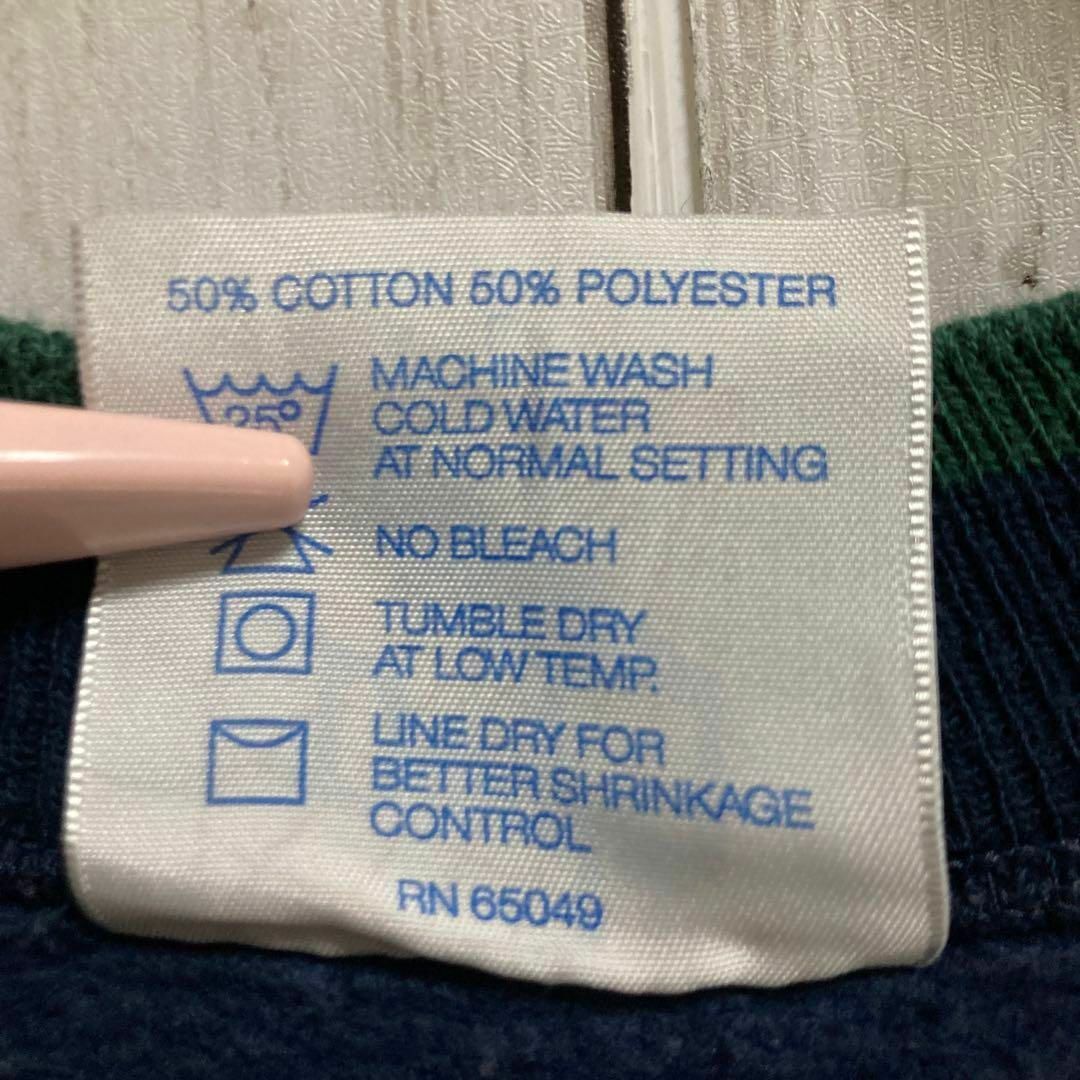 50% COTTON 50% POLYESTER
25°
MACHINE WASH
COLD WATER
AT NORMAL SETTING
NO BLEACH
TUMBLE DRY
AT LOW TEMP.
LINE DRY FOR
BETTER SHRINKAGE
CONTROL
RN 65049